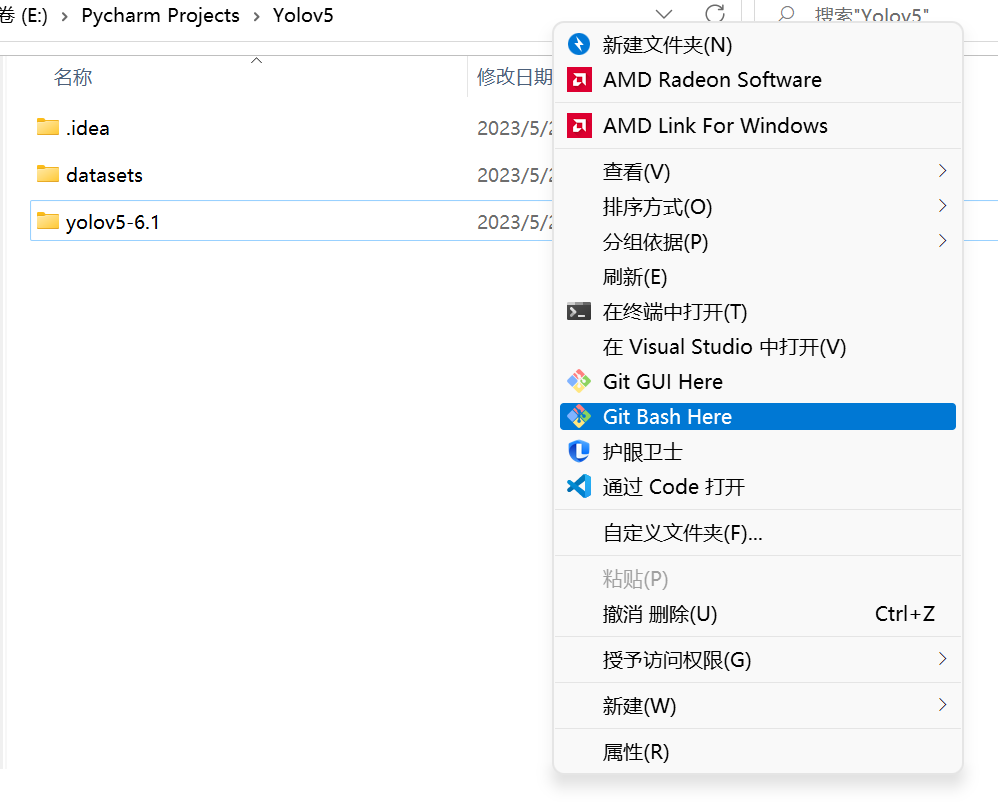 卷 (E:) › Pycharm Projects › Yolov5
搜索"Yolov5"
名称
修改日期
.idea
2023/5/2
datasets
2023/5/2
yolov5-6.1
2023/5/2
新建文件夹(N)
AMD Radeon Software
AMD Link For Windows
查看(V)
排序方式(O)
分组依据(P)
刷新(E)
在终端中打开(T)
在 Visual Studio 中打开(V)
Git GUI Here
Git Bash Here
护眼卫士
通过 Code 打开
自定义文件夹(F)...
粘贴(P)
撤消 删除(U) Ctrl+Z
授予访问权限(G)
新建(W)
属性(R)